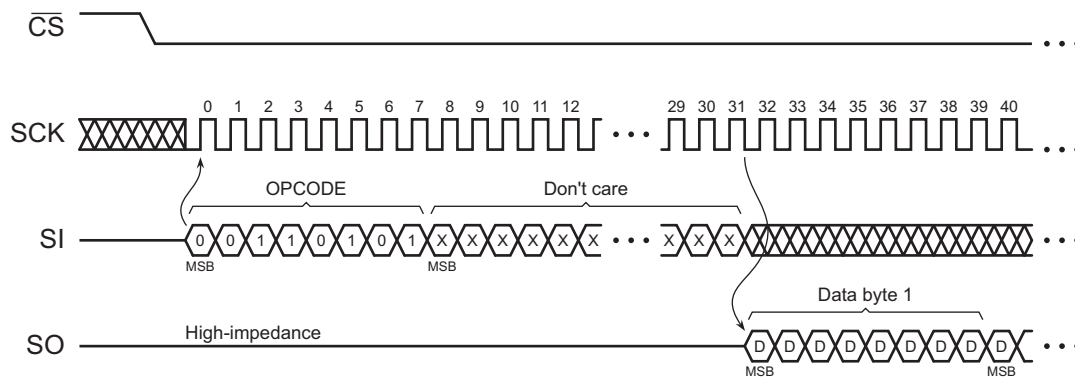 CS
SCK
0 1 2 3 4 5 6 7 8 9 10 11 12 29 30 31 32 33 34 35 36 37 38 39 40
OPCODE
Don't care
SI
0 0 1 1 0 1 0 1 X X X X X X X X X
MSB
MSB
Data byte 1
High-impedance
SO
D D D D D D D D D
MSB
MSB